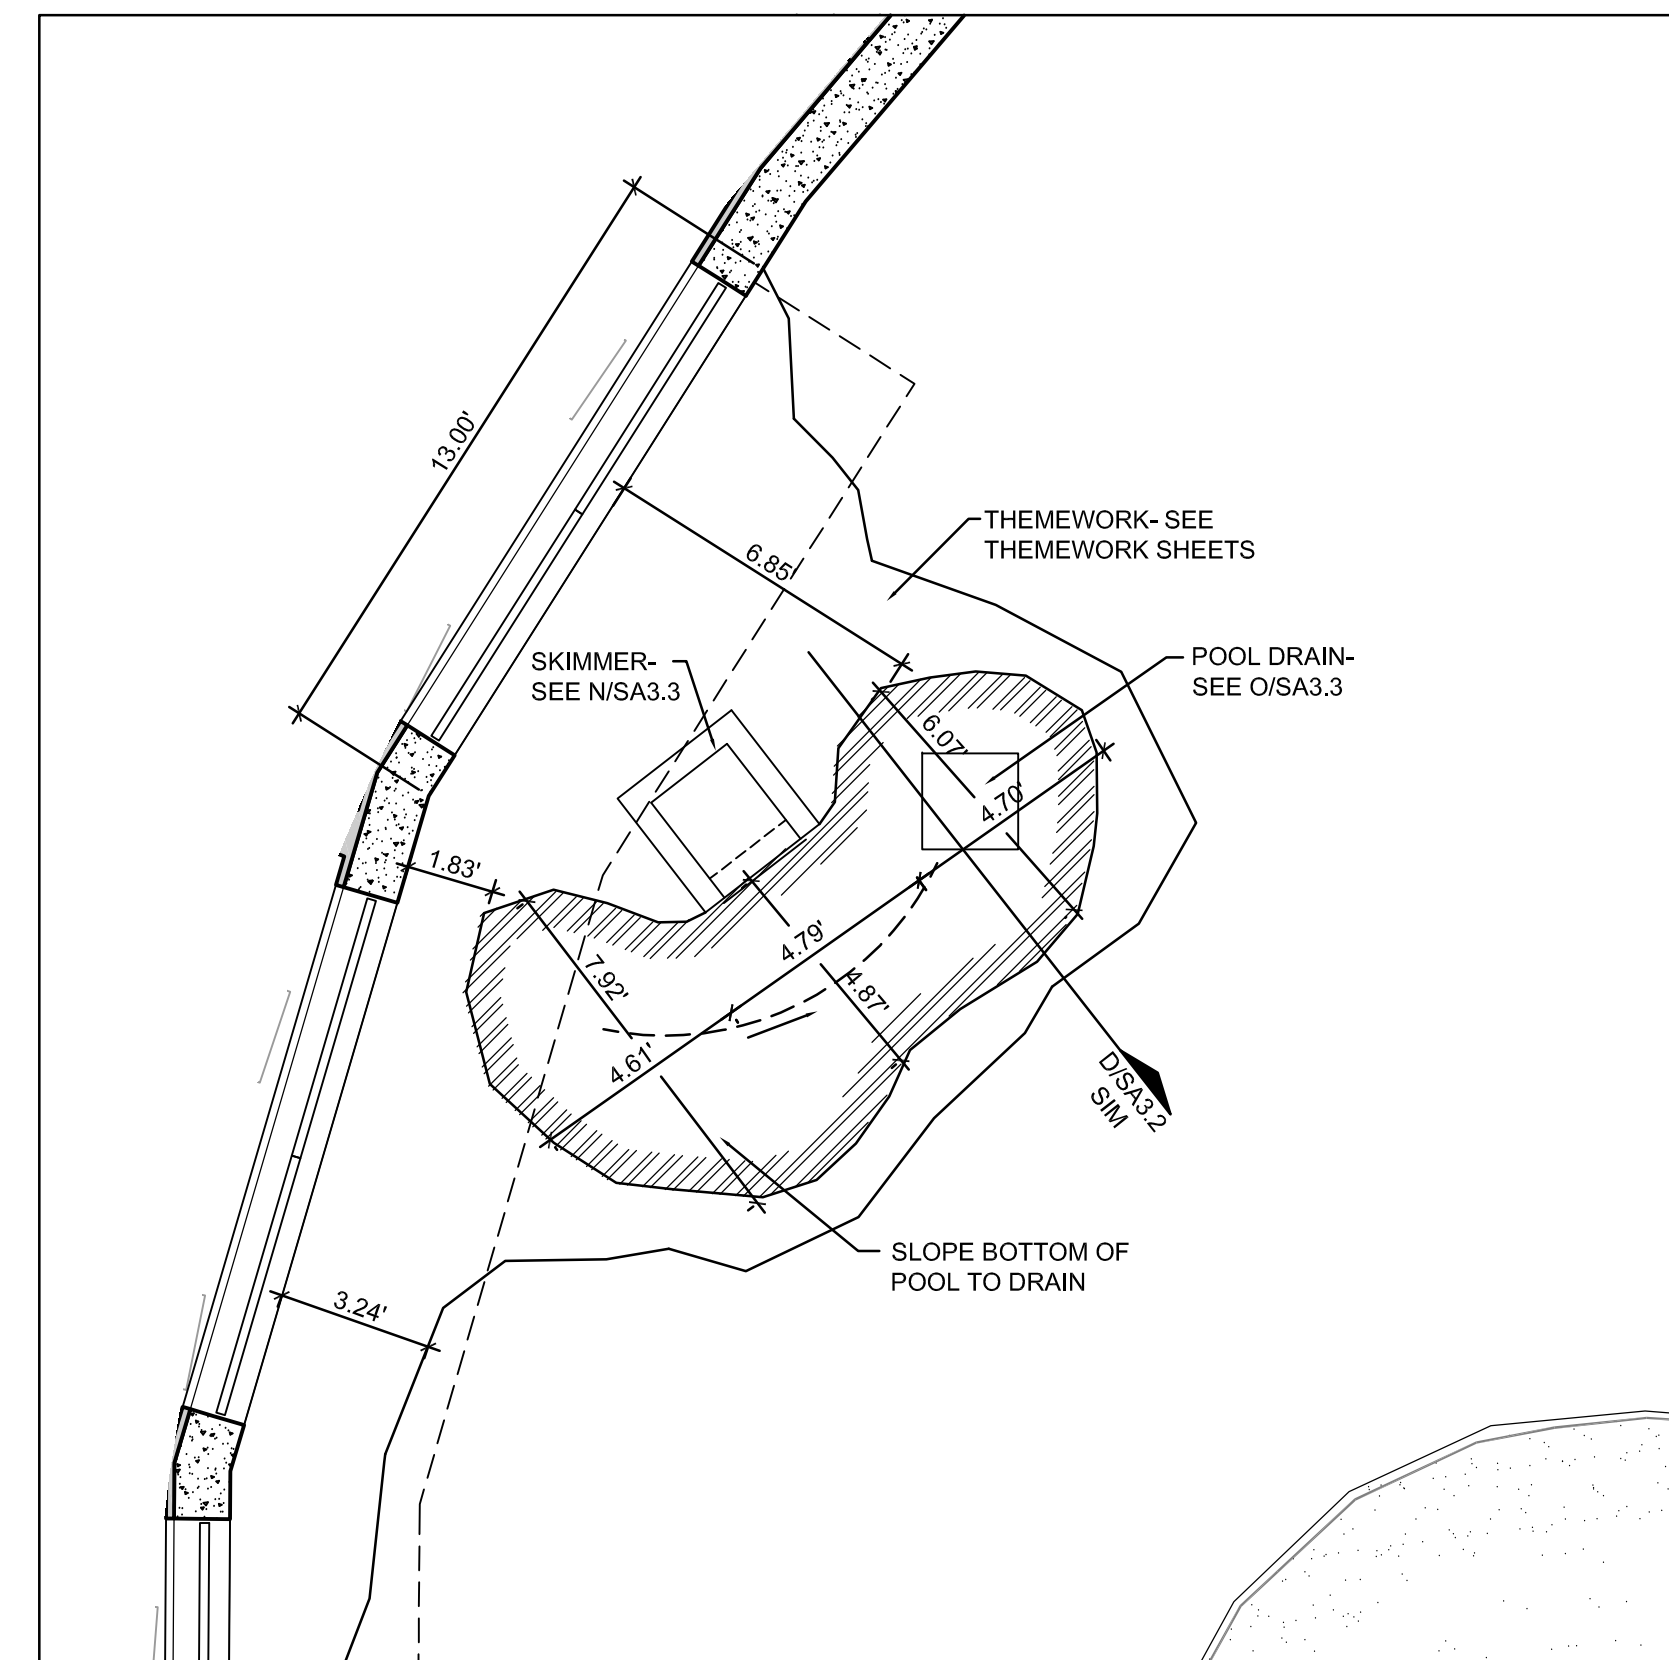 13.00'
THEMEWORK- SEE
THEMEWORK SHEETS
6.85'
SKIMMER-
SEE N/SA3.3
POOL DRAIN-
SEE O/SA3.3
6.07'
4.70'
1.83'
4.79'
7.92'
4.87'
4.61'
D/SA3.2
SIM
SLOPE BOTTOM OF
POOL TO DRAIN
3.24'